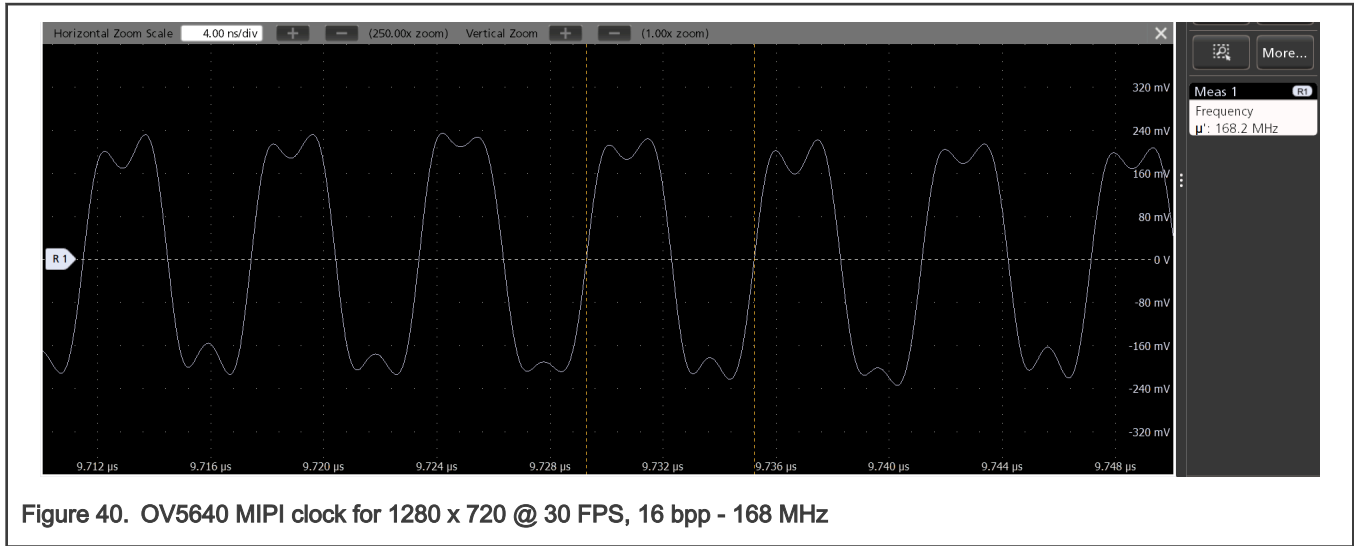 Horizontal Zoom Scale 4.00 ns/div + — (250.00x zoom) Vertical Zoom + — (1.00x zoom) ×
More...
Meas 1 R1
Frequency
µ': 168.2 MHz
320 mV
240 mV
160 mV
80 mV
R 1
0 V
-80 mV
-160 mV
-240 mV
-320 mV
9.712 µs 9.716 µs 9.720 µs 9.724 µs 9.728 µs 9.732 µs 9.736 µs 9.740 µs 9.744 µs 9.748 µs
Figure 40. OV5640 MIPI clock for 1280 x 720 @ 30 FPS, 16 bpp - 168 MHz